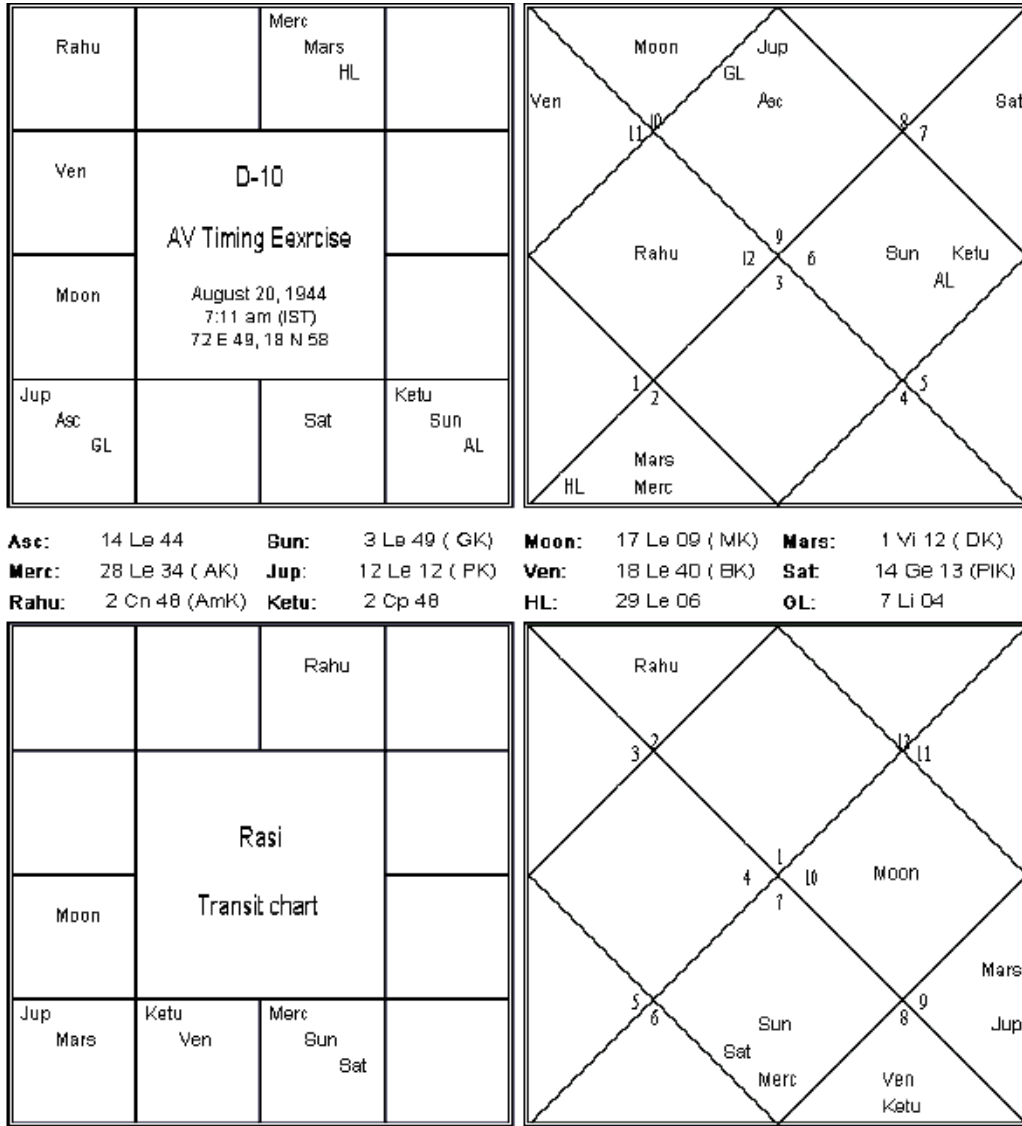 Rahu
Merc
Mars
HL
Ven
D-10
AV Timing Eexrcise
August 20, 1944
7:11 am (IST)
72 E 49, 18 N 58
Moon
Jup
Asc
GL
Sat
Ketu
Sun
AL
Moon
Jup
GL
Asc
Ven
Sat
10
11
8
7
9
Rahu
12
6
3
Sun
Ketu
AL
1
2
5
4
Mars
Merc
HL
Asc: 14 Le 44 Sun: 3 Le 49 ( GK) Moon: 17 Le 09 ( MK) Mars: 1 Vi 12 ( DK)
Merc: 28 Le 34 ( AK) Jup: 12 Le 12 ( PK) Ven: 18 Le 40 ( BK) Sat: 14 Ge 13 (PiK)
Rahu: 2 Cn 48 (AmK) Ketu: 2 Cp 48 HL: 29 Le 06 GL: 7 Li 04
Rahu
Rasi
Transit chart
Moon
Jup
Mars
Ketu
Ven
Merc
Sun
Sat
Rahu
2
3
12
11
1
4
10
7
Moon
Mars
5
6
9
8
Jup
Sun
Sat
Merc
Ven
Ketu